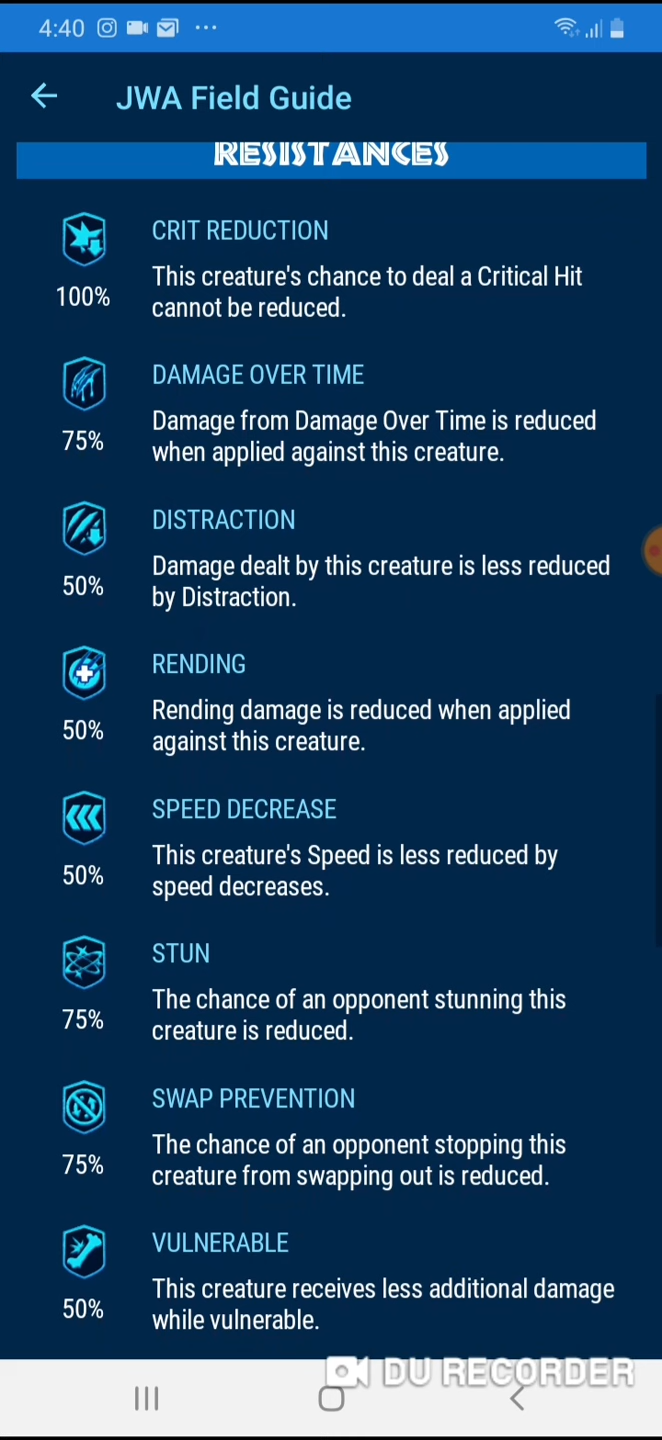 4:40
JWA Field Guide
RESISTANCES
CRIT REDUCTION
This creature's chance to deal a Critical Hit
cannot be reduced.
100%
DAMAGE OVER TIME
Damage from Damage Over Time is reduced
when applied against this creature.
75%
DISTRACTION
Damage dealt by this creature is less reduced
by Distraction.
50%
RENDING
Rending damage is reduced when applied
against this creature.
50%
SPEED DECREASE
This creature's Speed is less reduced by
speed decreases.
50%
STUN
The chance of an opponent stunning this
creature is reduced.
75%
SWAP PREVENTION
The chance of an opponent stopping this
creature from swapping out is reduced.
75%
VULNERABLE
This creature receives less additional damage
while vulnerable.
50%
DU RECORDER